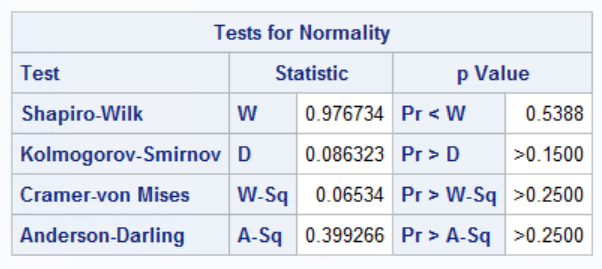 Tests for Normality
Test Statistic p Value
Shapiro-Wilk W 0.976734 Pr < W 0.5388
Kolmogorov-Smirnov D 0.086323 Pr > D >0.1500
Cramer-von Mises W-Sq 0.06534 Pr > W-Sq >0.2500
Anderson-Darling A-Sq 0.399266 Pr > A-Sq >0.2500